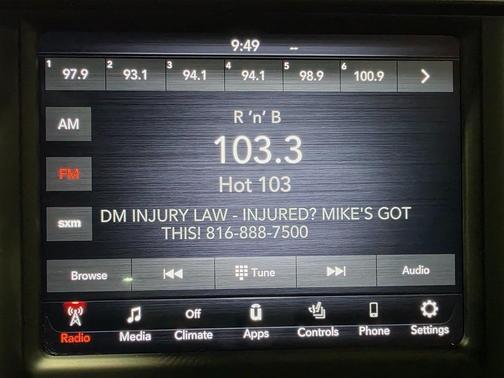 9:49 --
1 97.9 2 93.1 3 94.1 4 94.1 5 98.9 6 100.9
AM
R 'n' B
103.3
FM
Hot 103
sxm
DM INJURY LAW - INJURED? MIKE'S GOT
THIS! 816-888-7500
Browse Tune Audio
Off
Radio Media Climate Apps Controls Phone Settings